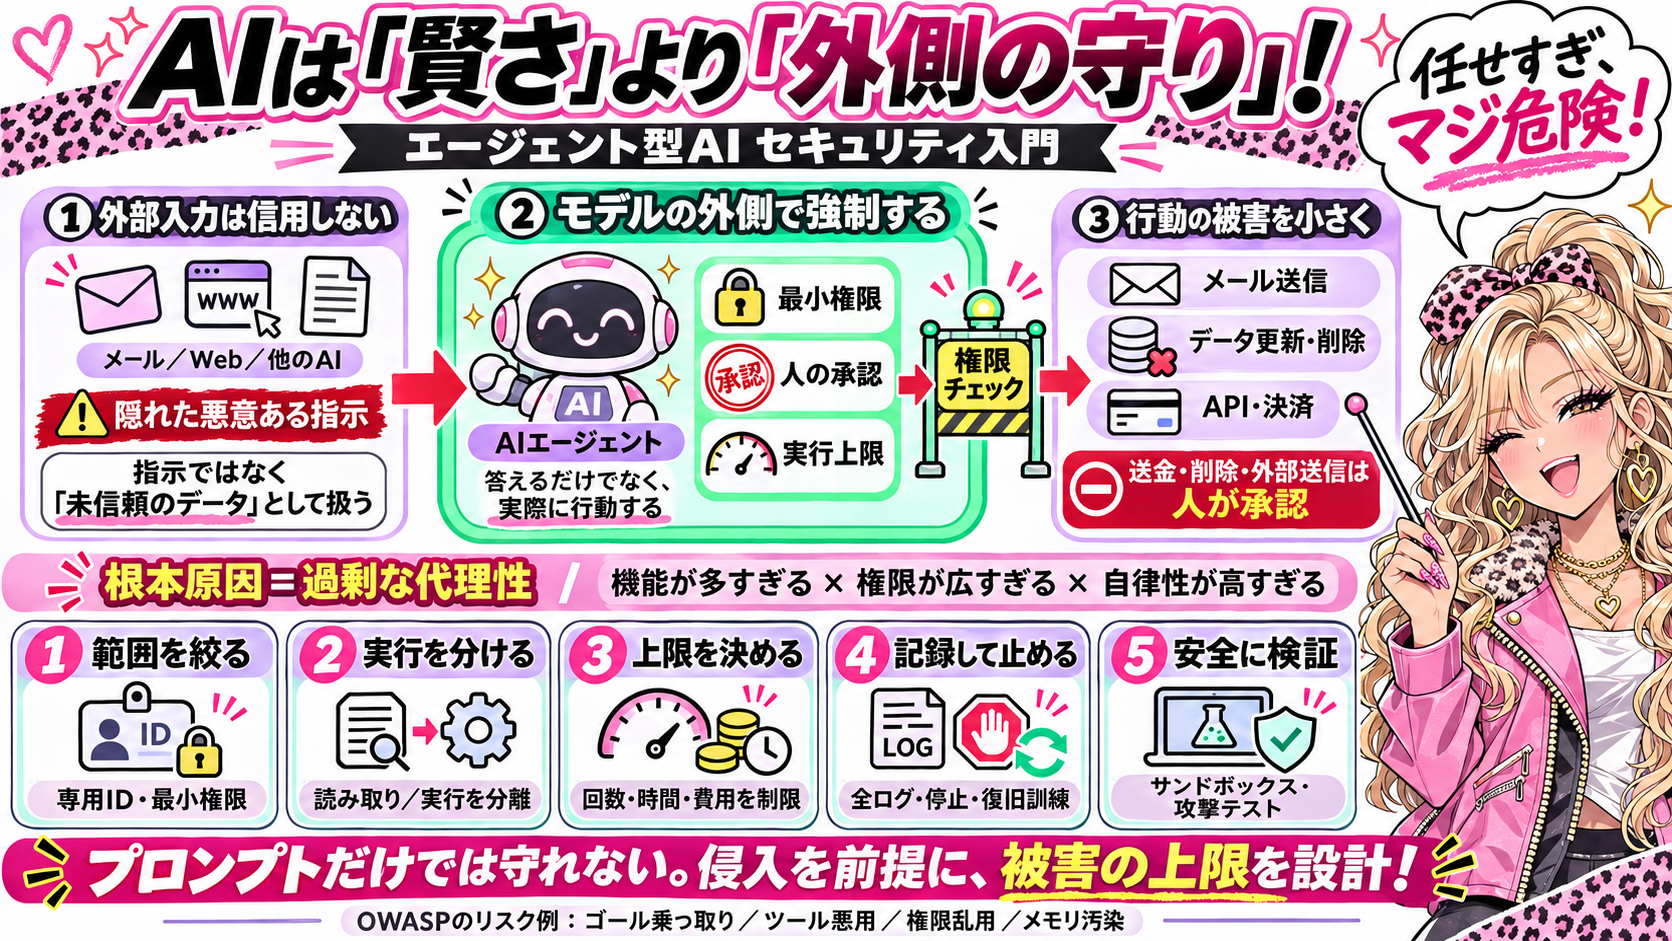 AIは「賢さ」より「外側の守り」!
エージェント型AI セキュリティ入門
任せすぎ、
マジ危険!
① 外部入力は信用しない
WWW
メール／Web／他のAI
隠れた悪意ある指示
指示ではなく
「未信頼のデータ」として扱う
② モデルの外側で強制する
AI
AIエージェント
答えるだけでなく、
実際に行動する
最小権限
承認
人の承認
実行上限
権限
チェック
③ 行動の被害を小さく
メール送信
データ更新・削除
API・決済
送金・削除・外部送信は
人が承認
根本原因=過剰な代理性 / 機能が多すぎる × 権限が広すぎる × 自律性が高すぎる
1 範囲を絞る
ID
専用ID・最小権限
2 実行を分ける
読み取り／実行を分離
3 上限を決める
回数・時間・費用を制限
4 記録して止める
LOG
全ログ・停止・復旧訓練
5 安全に検証
サンドボックス・
攻撃テスト
プロンプトだけでは守れない。侵入を前提に、被害の上限を設計!
OWASPのリスク例：ゴール乗っ取り／ツール悪用／権限乱用／メモリ汚染